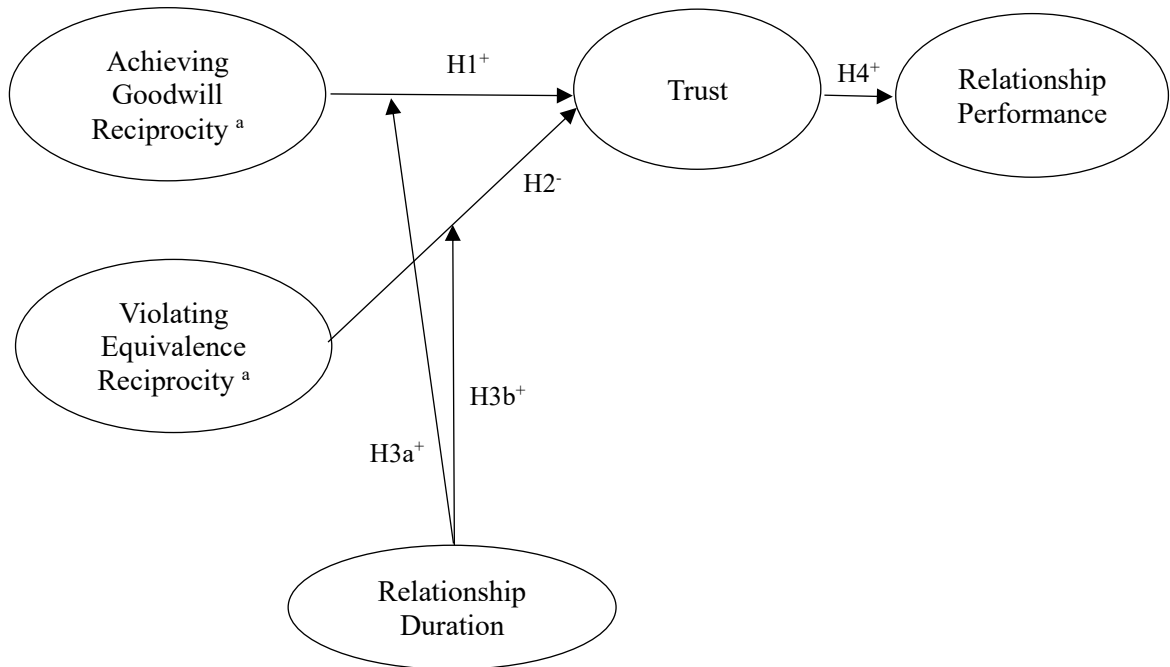 Achieving
Goodwill
Reciprocity ᵃ
H1⁺
Trust
H4⁺
Relationship
Performance
H2⁻
Violating
Equivalence
Reciprocity ᵃ
H3b⁺
H3a⁺
Relationship
Duration